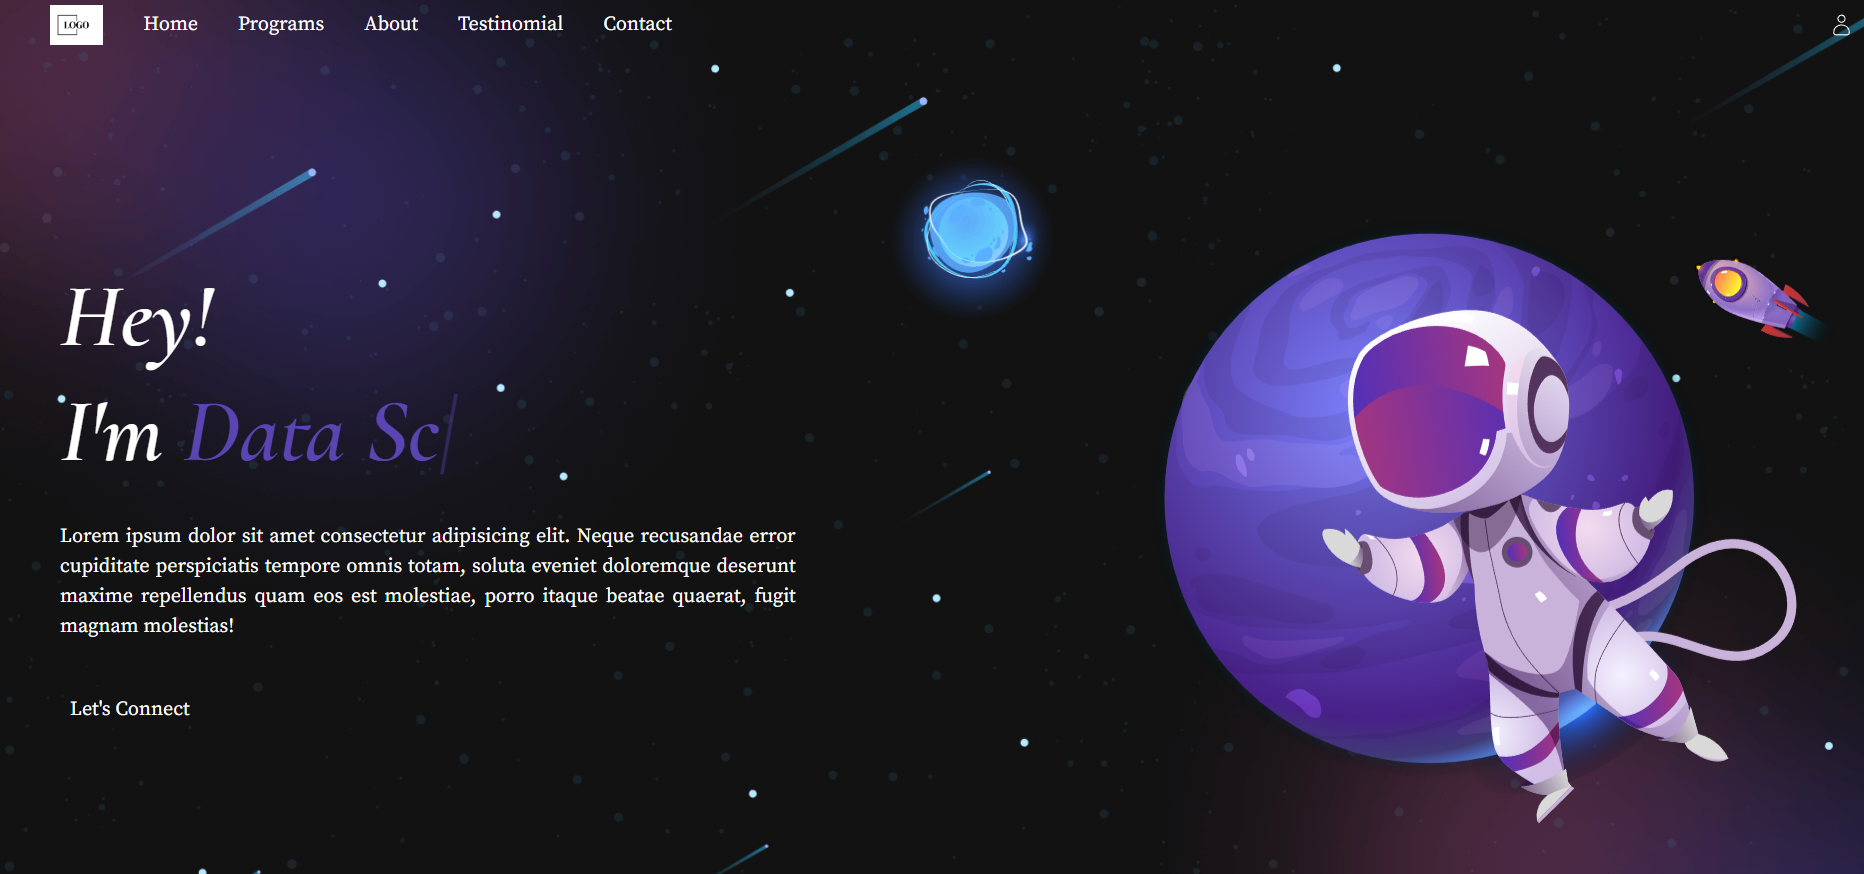 LOGO
Home Programs About Testinomial Contact
Hey!
I'm Data Sc
Lorem ipsum dolor sit amet consectetur adipisicing elit. Neque recusandae error
cupiditate perspiciatis tempore omnis totam, soluta eveniet doloremque deserunt
maxime repellendus quam eos est molestiae, porro itaque beatae quaerat, fugit
magnam molestias!
Let's Connect